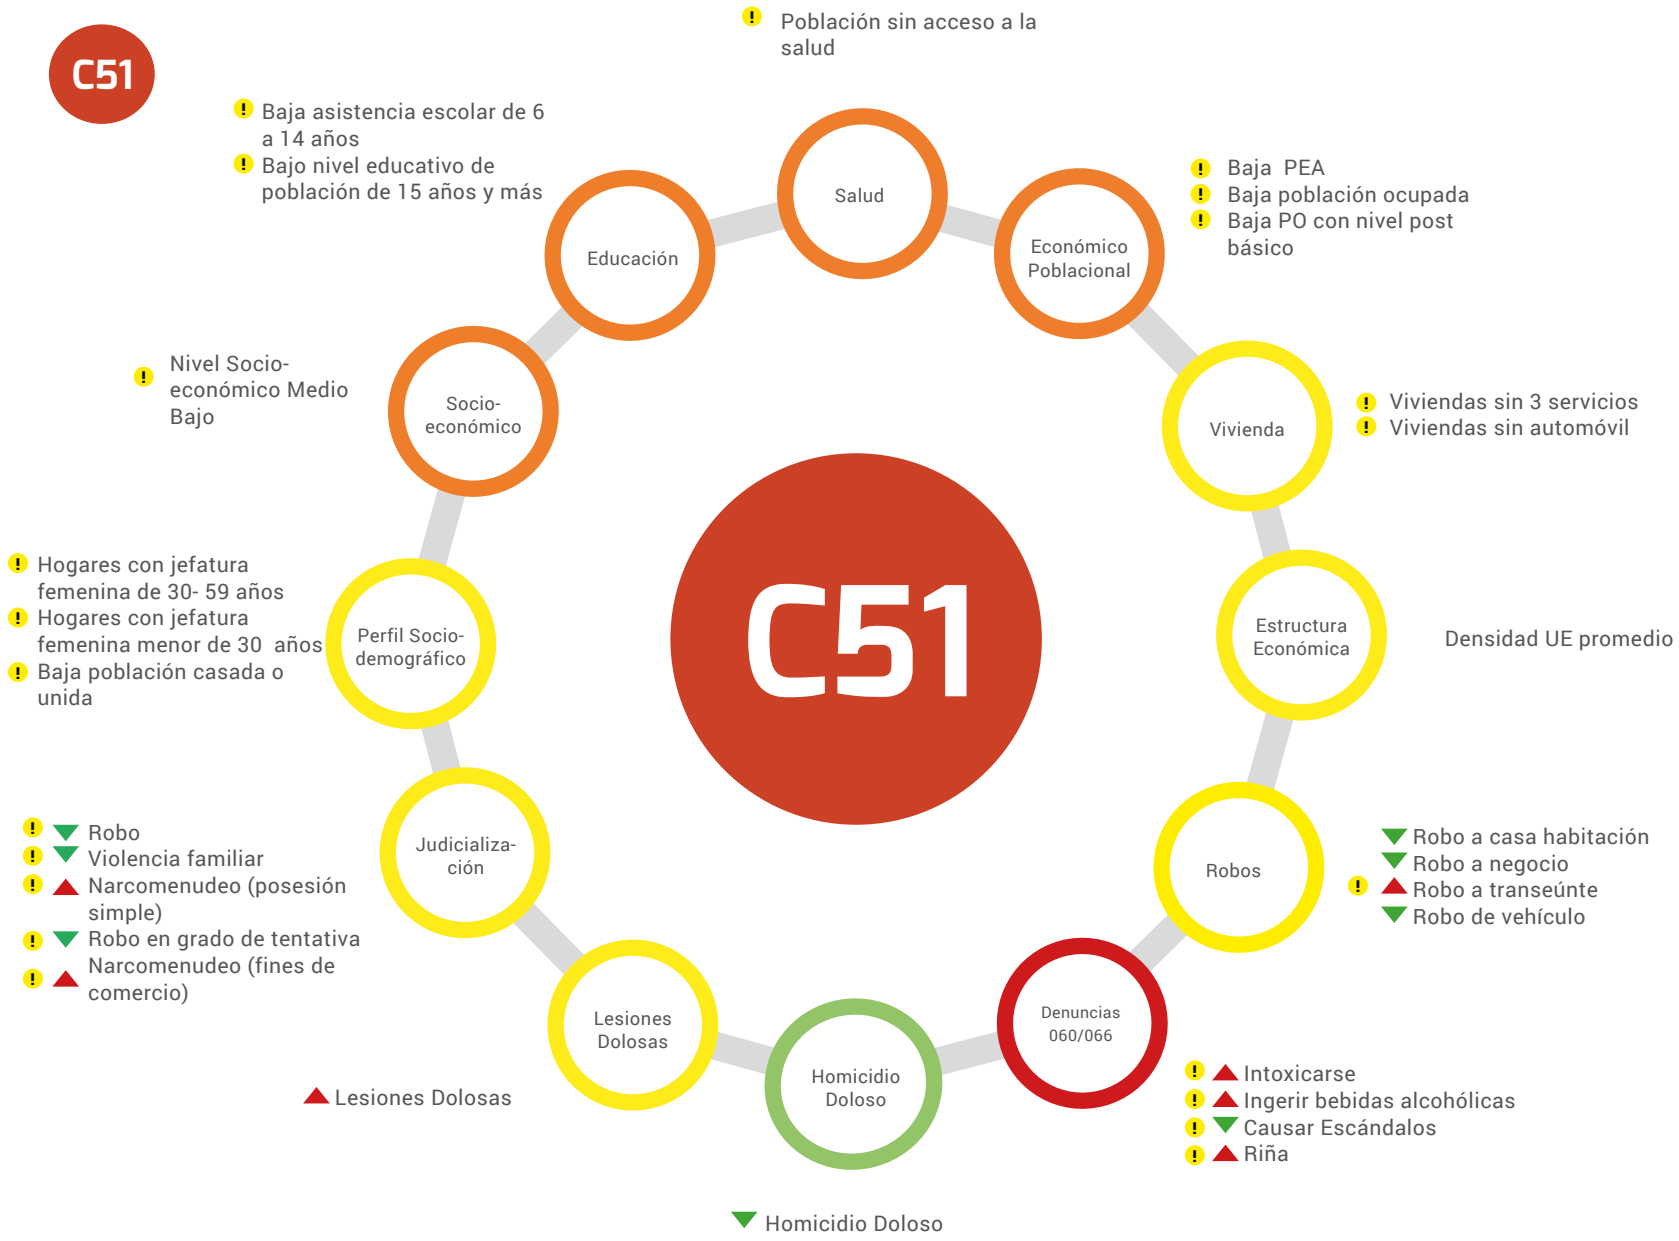 C51
! Población sin acceso a la
salud
! Baja asistencia escolar de 6
a 14 años
! Bajo nivel educativo de
población de 15 años y más
Salud
! Baja PEA
! Baja población ocupada
! Baja PO con nivel post
básico
Educación
Económico
Poblacional
! Nivel Socio-
económico Medio
Bajo
Socio-
económico
Vivienda
! Viviendas sin 3 servicios
! Viviendas sin automóvil
C51
! Hogares con jefatura
femenina de 30- 59 años
! Hogares con jefatura
femenina menor de 30 años
! Baja población casada o
unida
Perfil Socio-
demográfico
Estructura
Económica
Densidad UE promedio
! Robo
! Violencia familiar
! Narcomenudeo (posesión
simple)
! Robo en grado de tentativa
! Narcomenudeo (fines de
comercio)
Judicializa-
ción
Robos
Robo a casa habitación
Robo a negocio
! Robo a transeúnte
Robo de vehículo
Lesiones
Dolosas
Lesiones Dolosas
Homicidio
Doloso
Homicidio Doloso
Denuncias
060/066
! Intoxicarse
! Ingerir bebidas alcohólicas
! Causar Escándalos
! Riña